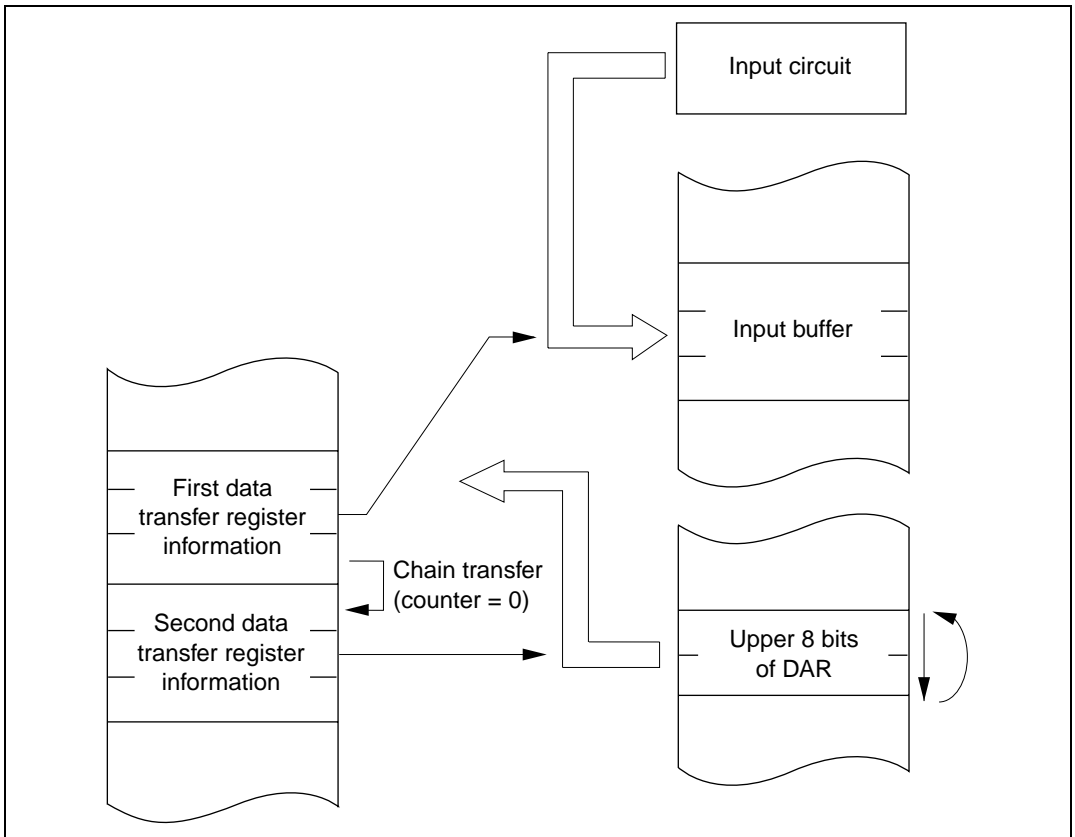 Input circuit
Input buffer
First data
transfer register
information
Chain transfer
(counter = 0)
Second data
transfer register
information
Upper 8 bits
of DAR